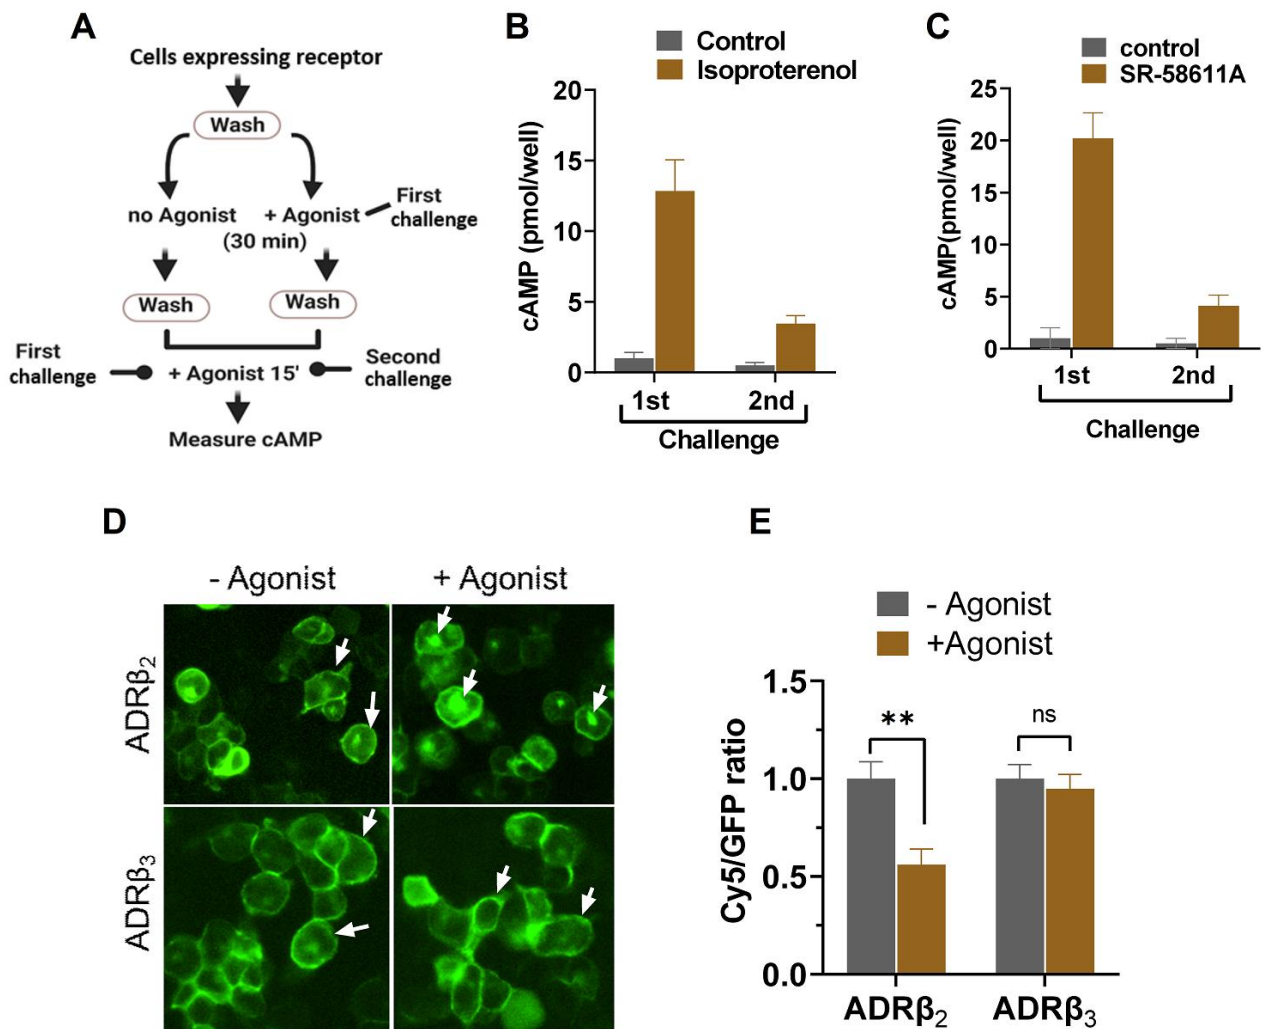 A
Cells expressing receptor
Wash
no Agonist + Agonist
(30 min)
First
challenge
Wash
Wash
First
challenge
+ Agonist 15'
Second
challenge
Measure cAMP
B
Control
Isoproterenol
cAMP (pmol/well)
20
15
10
5
0
1st 2nd
Challenge
C
control
SR-58611A
cAMP(pmol/well)
25
20
15
10
5
0
1st 2nd
Challenge
D
- Agonist + Agonist
ADRβ₂
ADRβ₃
E
- Agonist
+Agonist
Cy5/GFP ratio
1.5
1.0
0.5
0.0
**
ns
ADRβ₂ ADRβ₃